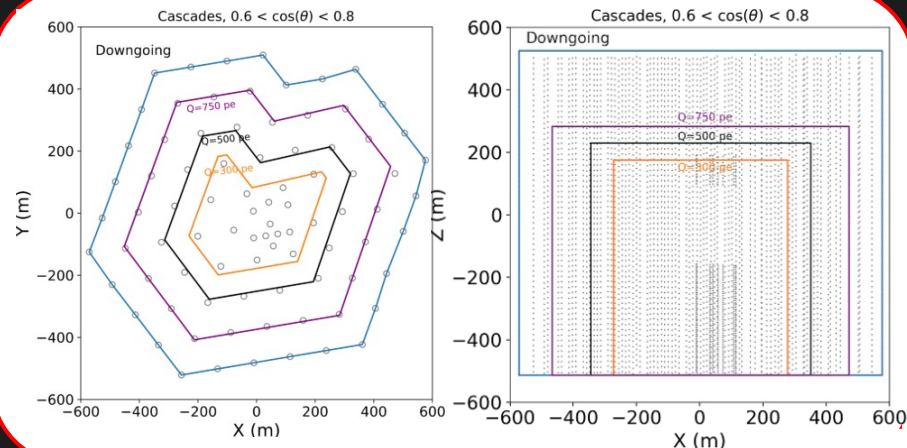 Cascades, 0.6 < cos(θ) < 0.8
Downgoing
Q=750 pe
Q=500 pe
Q=300 pe
600
400
200
0
−200
−400
−600
−600 −400 −200 0 200 400 600
X (m)
Y (m)
Cascades, 0.6 < cos(θ) < 0.8
Downgoing
Q=750 pe
Q=500 pe
Q=300 pe
600
400
200
0
−200
−400
−600
−600 −400 −200 0 200 400 600
X (m)
Z (m)